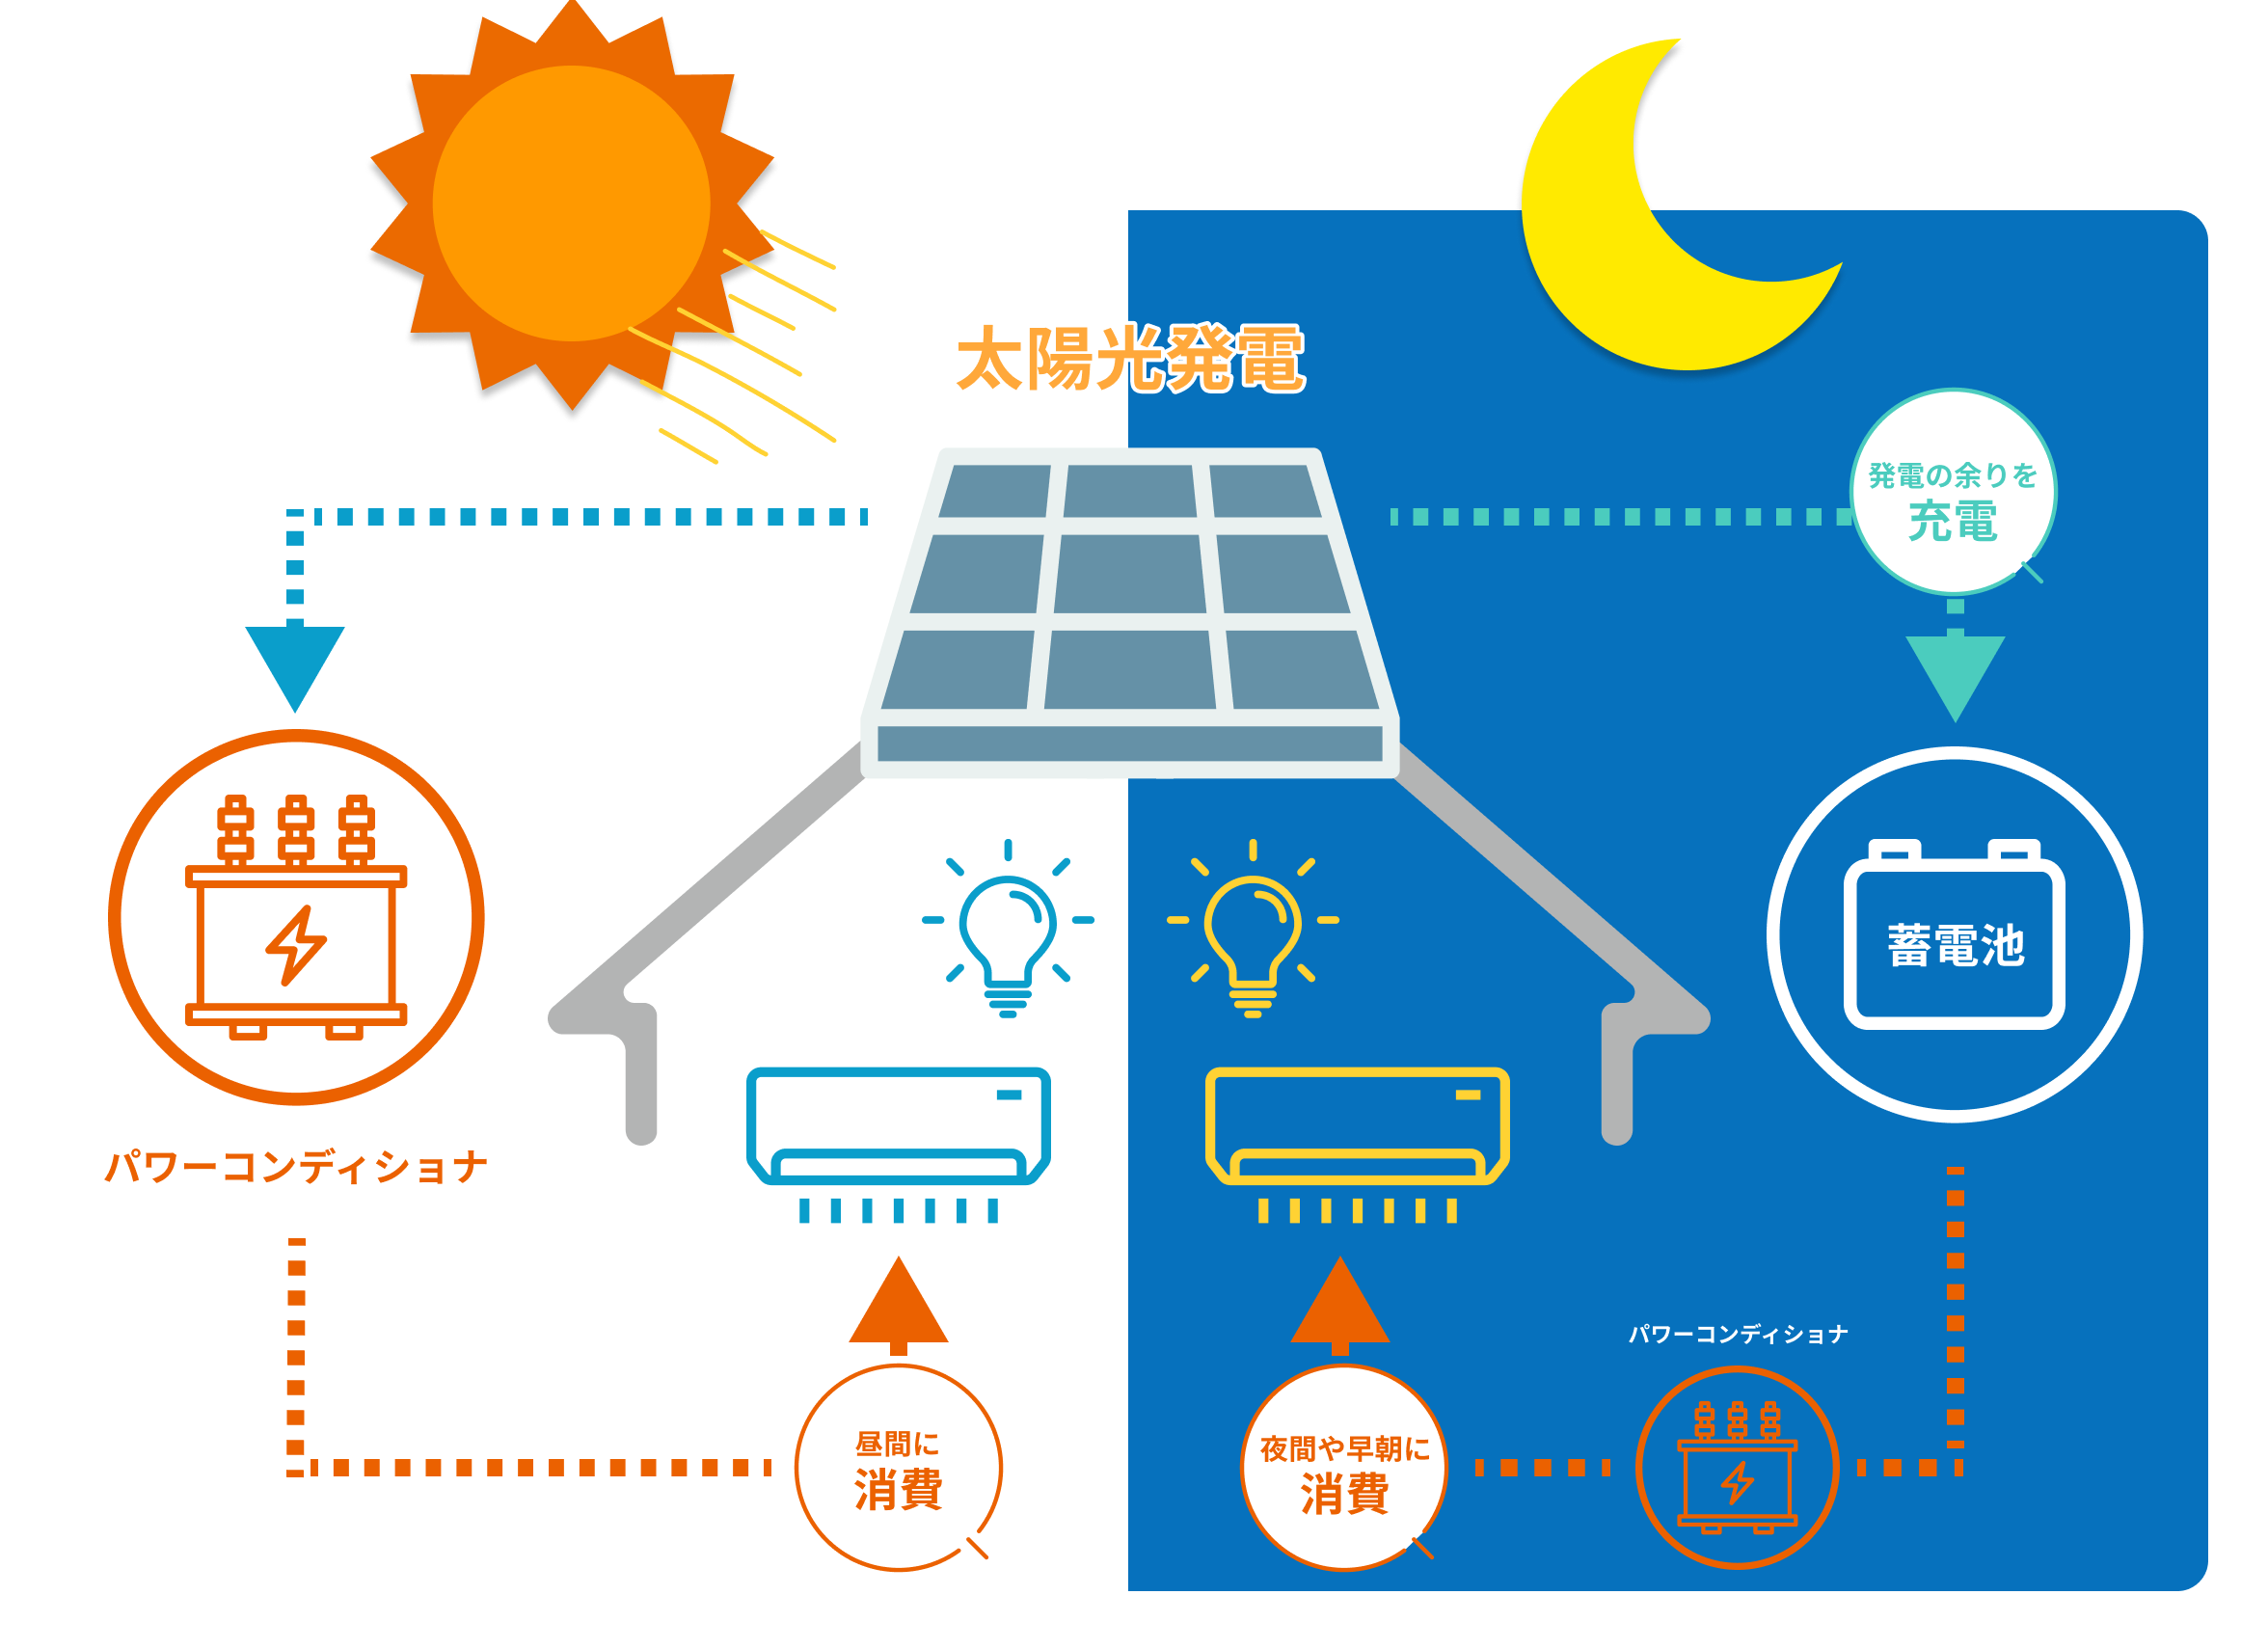 太陽光発電
発電の余りを
充電
蓄電池
パワーコンディショナ
パワーコンディショナ
昼間に
消費
夜間や早朝に
消費